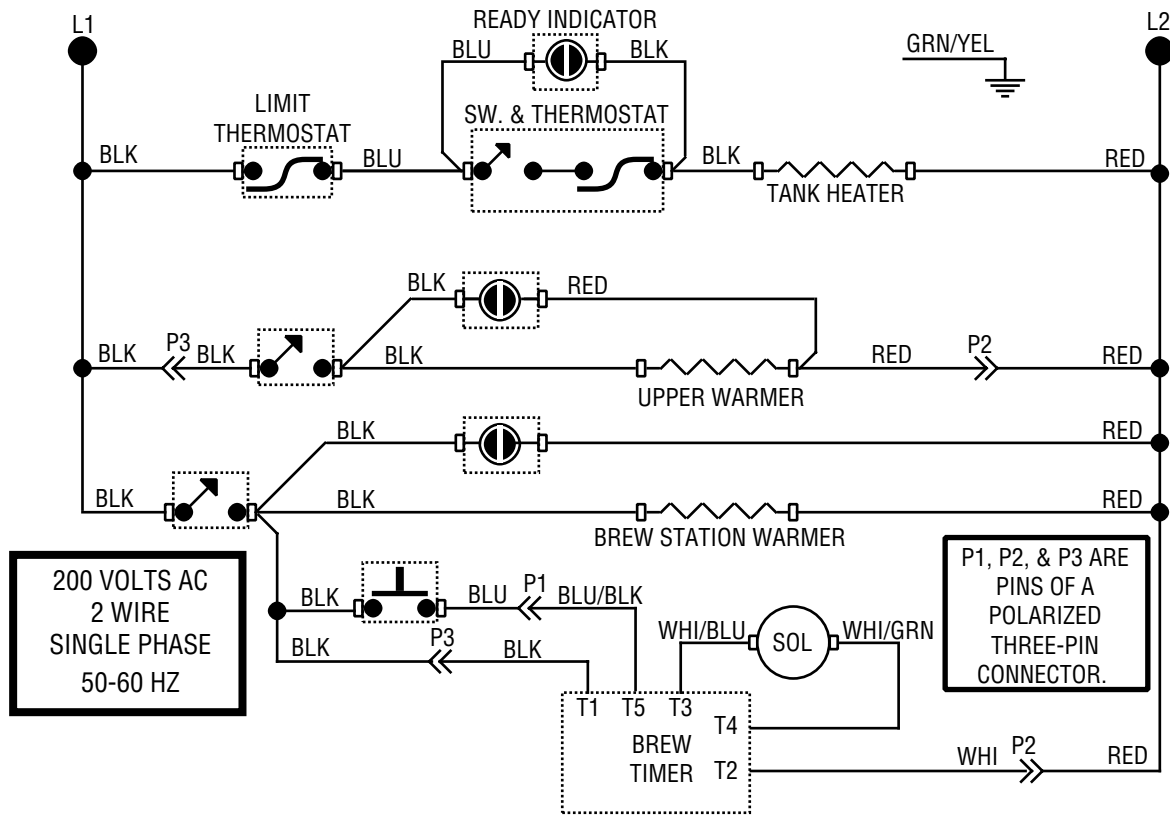 L1
READY INDICATOR
L2
BLU
BLK
GRN/YEL
LIMIT
THERMOSTAT
SW. & THERMOSTAT
BLK
BLU
BLK
RED
TANK HEATER
BLK
RED
BLK
P3
BLK
BLK
RED
P2
RED
UPPER WARMER
BLK
RED
BLK
BLK
RED
BREW STATION WARMER
200 VOLTS AC
2 WIRE
SINGLE PHASE
50-60 HZ
P1, P2, & P3 ARE
PINS OF A
POLARIZED
THREE-PIN
CONNECTOR.
BLK
BLU
P1
BLU/BLK
BLK
P3
BLK
WHI/BLU
SOL
WHI/GRN
T1
T5
T3
T4
BREW
TIMER
T2
WHI
P2
RED